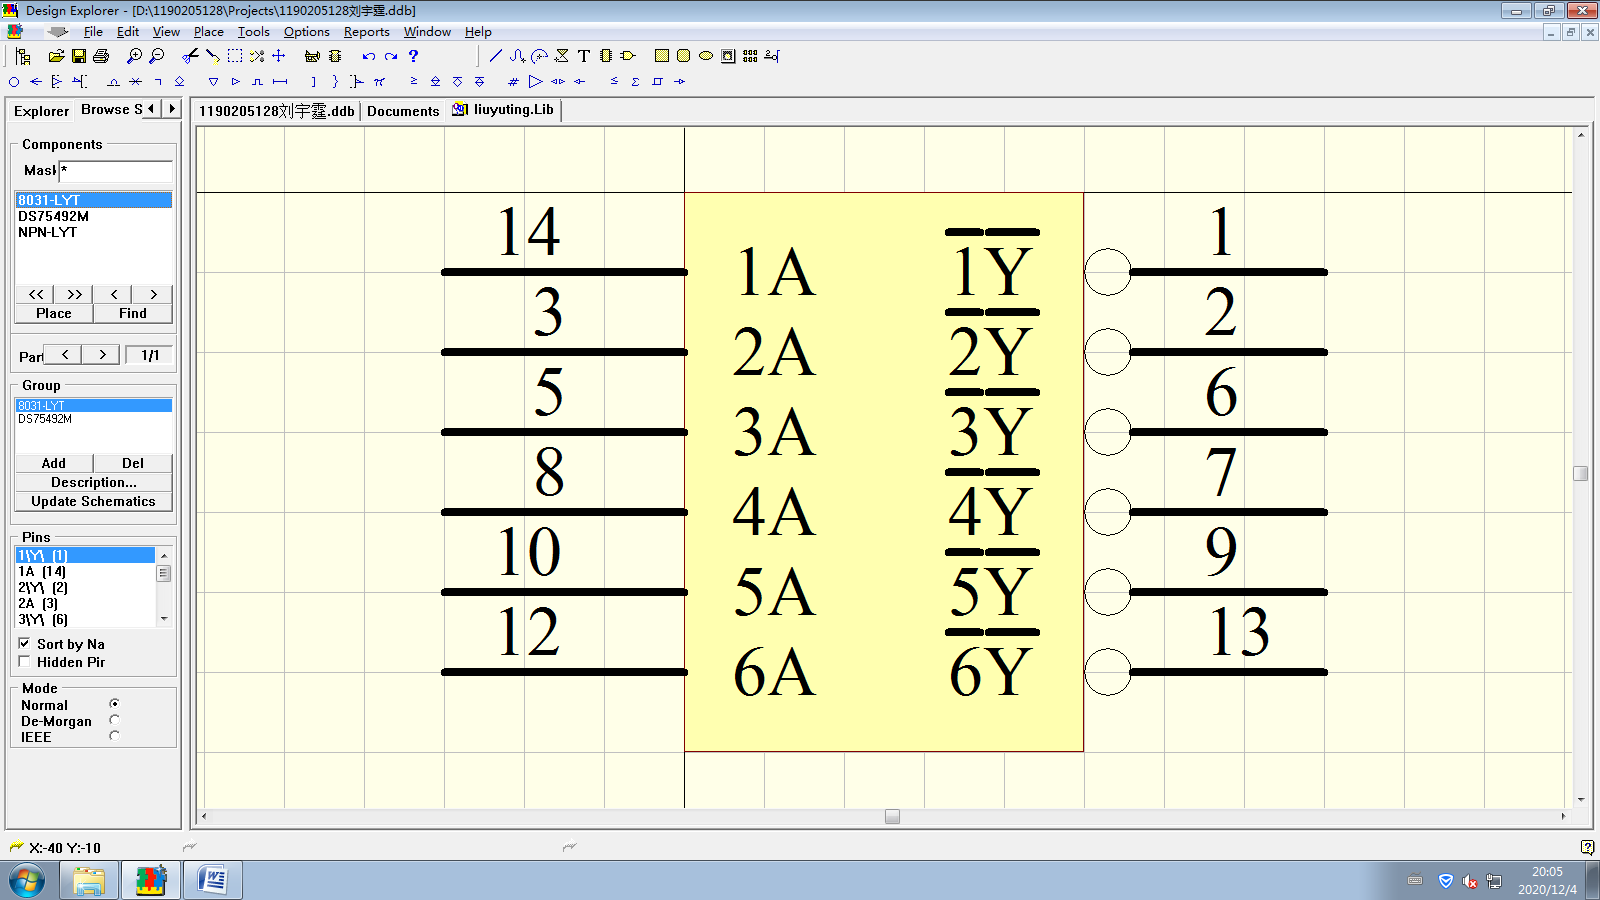 Design Explorer - [D:\1190205128\Projects\1190205128刘宇霆.ddb]
File Edit View Place Tools Options Reports Window Help
Explorer Browse S
1190205128刘宇霆.ddb Documents liuyuting.Lib
Components
Mask *
8031-LYT
DS75492M
NPN-LYT
<< >> < >
Place Find
Part < > 1/1
Group
8031-LYT
DS75492M
Add Del
Description...
Update Schematics
Pins
1\Y\ (1)
1A (14)
2\Y\ (2)
2A (3)
3\Y\ (6)
Sort by Na
Hidden Pir
Mode
Normal
De-Morgan
IEEE
14 1A 1Y 1
3 2A 2Y 2
5 3A 3Y 6
8 4A 4Y 7
10 5A 5Y 9
12 6A 6Y 13
X:-40 Y:-10
20:05
2020/12/4